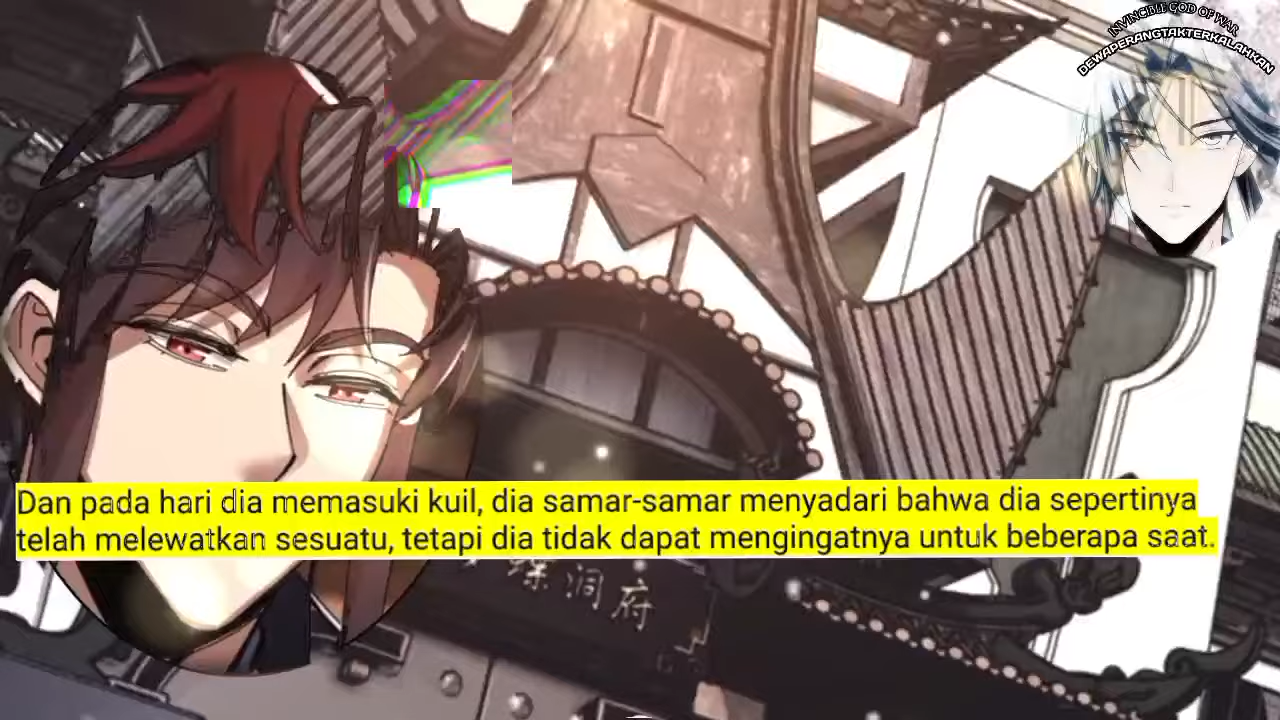 INVINCIBLE GOD OF WAR
DEWAPERANGTAKTERKALAHKAN
Dan pada hari dia memasuki kuil, dia samar-samar menyadari bahwa dia sepertinya
telah melewatkan sesuatu, tetapi dia tidak dapat mengingatnya untuk beberapa saat.
螺洞府